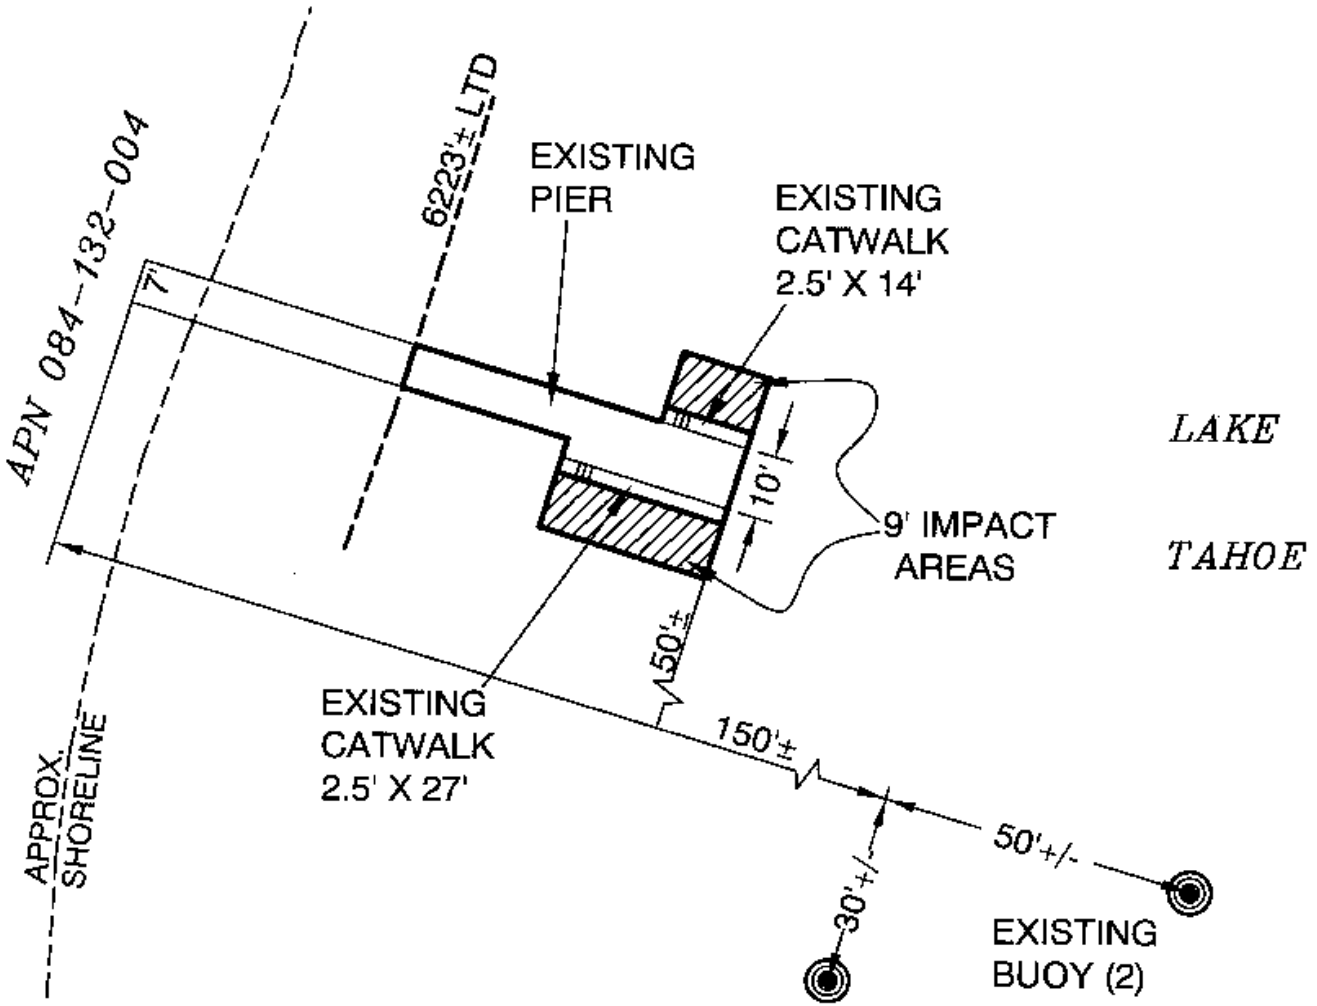 APN 084-132-004
7'
6223'± LTD
EXISTING
PIER
EXISTING
CATWALK
2.5' X 14'
LAKE
TAHOE
10'
9' IMPACT
AREAS
50'±
EXISTING
CATWALK
2.5' X 27'
150'±
APPROX.
SHORELINE
50'+/-
30'+/-
EXISTING
BUOY (2)